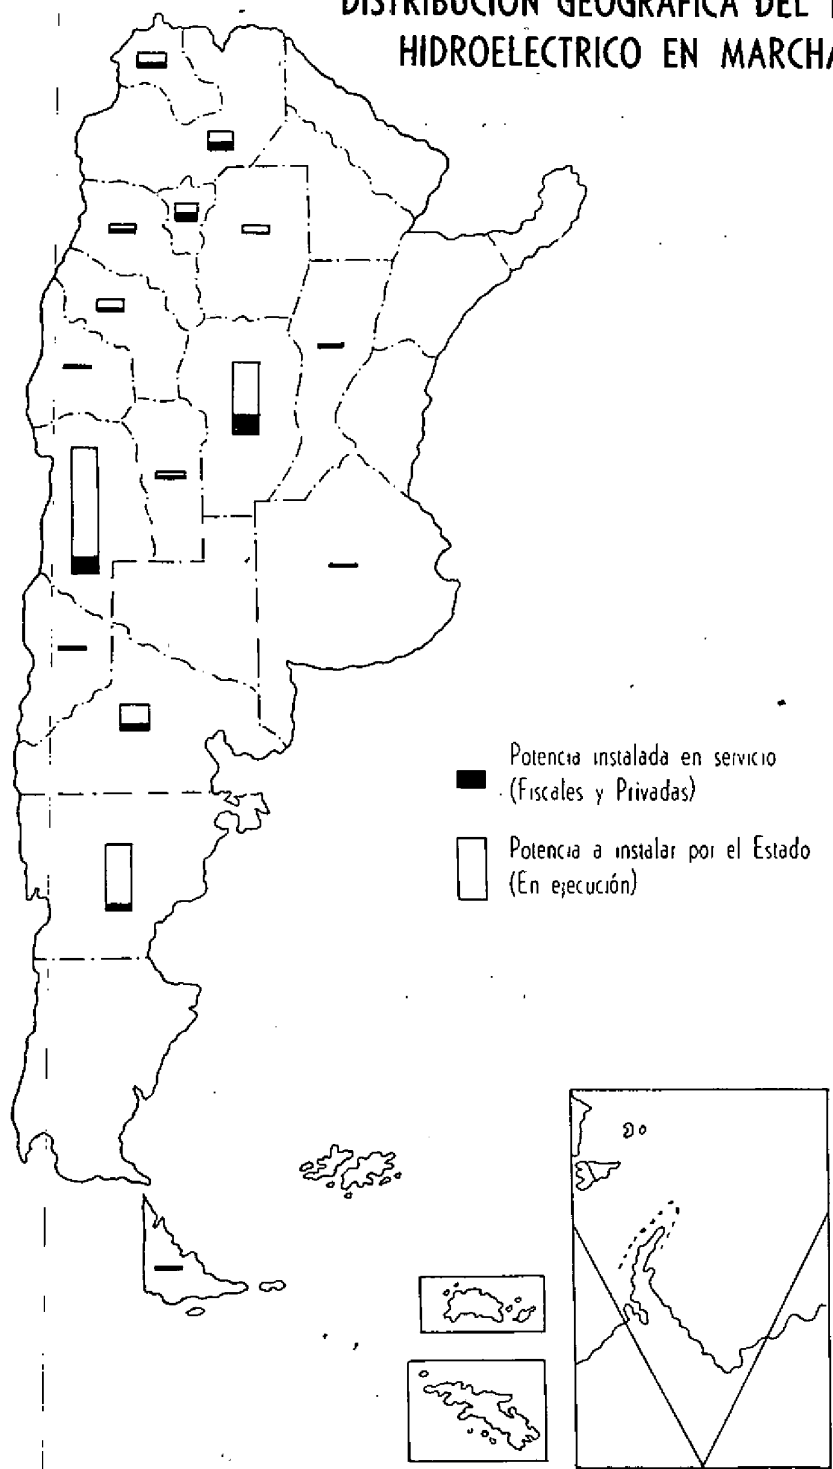 DISTRIBUCION GEOGRAFICA DEL
HIDROELECTRICO EN MARCHA
Potencia instalada en servicio
(Fiscales y Privadas)
Potencia a instalar por el Estado
(En ejecución)